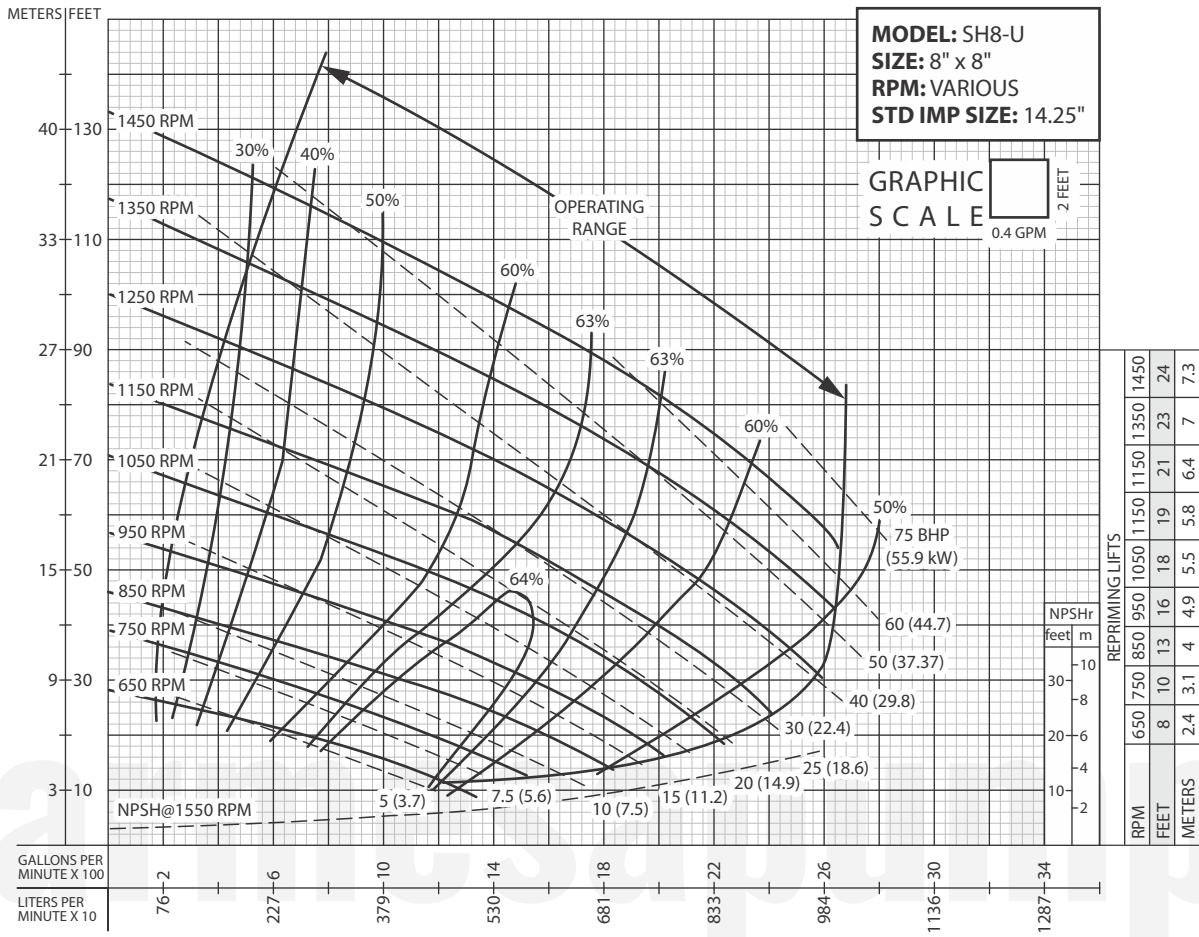 METERS FEET
MODEL: SH8-U
SIZE: 8" x 8"
RPM: VARIOUS
STD IMP SIZE: 14.25"
GRAPHIC
SCALE
2 FEET
0.4 GPM
40 130
33 110
27 90
21 70
15 50
9 30
3 10
1450 RPM
1350 RPM
1250 RPM
1150 RPM
1050 RPM
950 RPM
850 RPM
750 RPM
650 RPM
30%
40%
50%
60%
63%
63%
60%
50%
64%
OPERATING
RANGE
75 BHP
(55.9 kW)
60 (44.7)
50 (37.37)
40 (29.8)
30 (22.4)
25 (18.6)
20 (14.9)
15 (11.2)
10 (7.5)
7.5 (5.6)
5 (3.7)
NPSH@1550 RPM
NPSHr
feet m
10
30
8
20 6
4
10
2
REPRIMING LIFTS
RPM 650 750 850 950 1050 1150 1150 1350 1450
FEET 8 10 13 16 18 19 21 23 24
METERS 2.4 3.1 4 4.9 5.5 5.8 6.4 7 7.3
GALLONS PER
MINUTE X 100
2 6 10 14 18 22 26 30 34
LITERS PER
MINUTE X 10
76 227 379 530 681 833 984 1136 1287